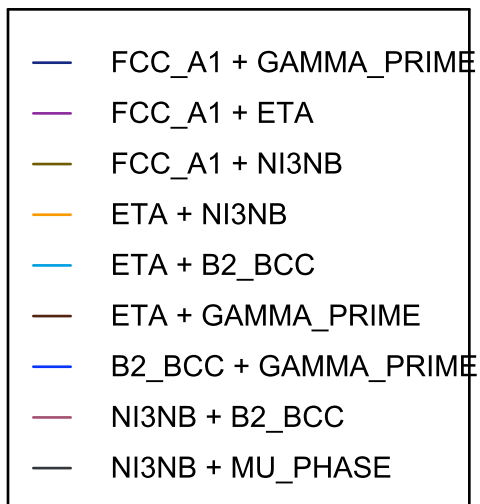 FCC_A1 + GAMMA_PRIME
FCC_A1 + ETA
FCC_A1 + NI3NB
ETA + NI3NB
ETA + B2_BCC
ETA + GAMMA_PRIME
B2_BCC + GAMMA_PRIME
NI3NB + B2_BCC
NI3NB + MU_PHASE